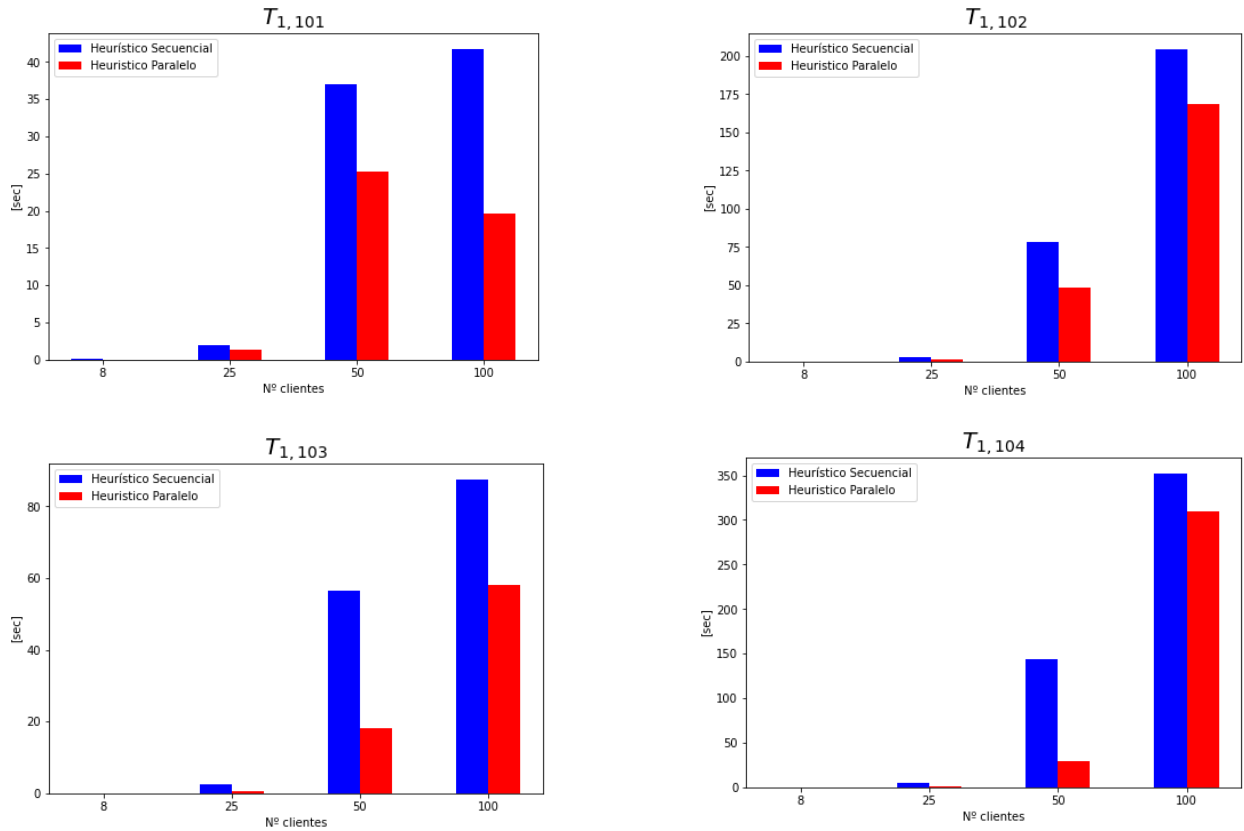 T1, 101
Heurístico Secuencial
Heuristico Paralelo
40
35
30
25
20
15
10
5
0
[sec]
8 25 50 100
Nº clientes
T1, 102
Heurístico Secuencial
Heuristico Paralelo
200
175
150
125
100
75
50
25
0
[sec]
8 25 50 100
Nº clientes
T1, 103
Heurístico Secuencial
Heuristico Paralelo
80
60
40
20
0
[sec]
8 25 50 100
Nº clientes
T1, 104
Heurístico Secuencial
Heuristico Paralelo
350
300
250
200
150
100
50
0
[sec]
8 25 50 100
Nº clientes